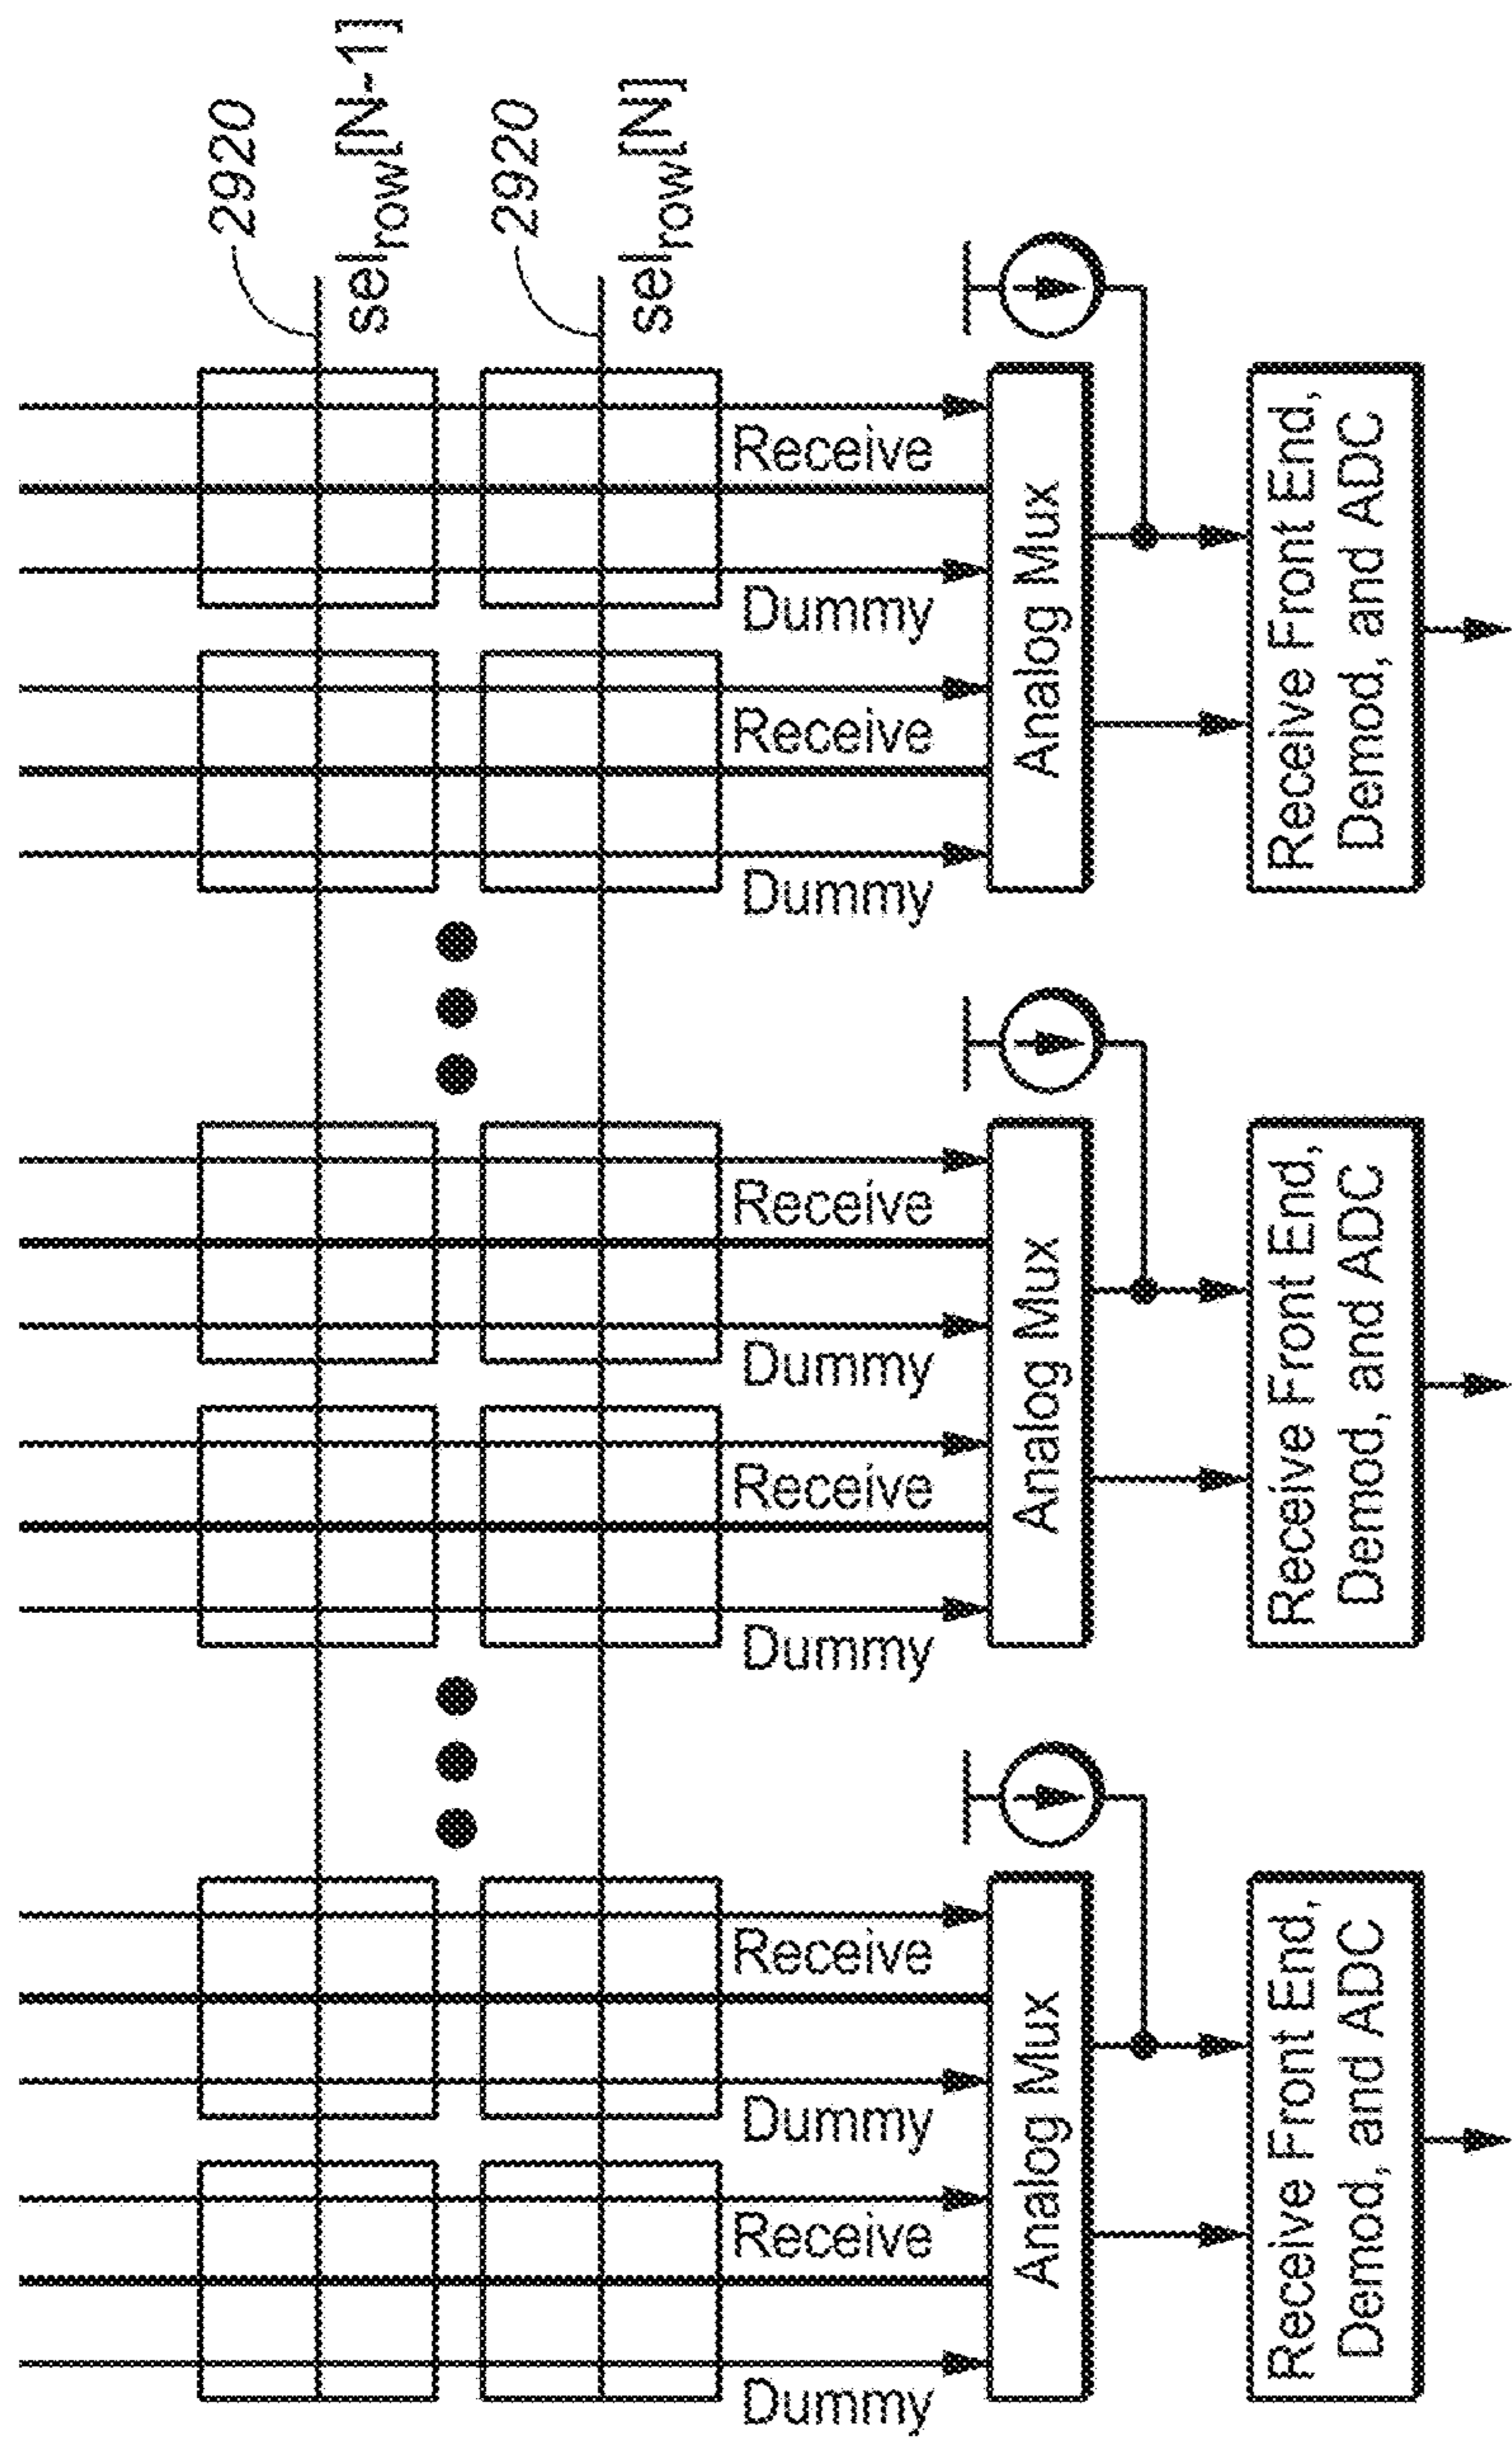 2920
selrow[N-1]
2920
selrow[N]
Dummy
Receive
Dummy
Receive
Dummy
Receive
Dummy
Receive
Dummy
Receive
Dummy
Receive
Analog Mux
Analog Mux
Analog Mux
Receive Front End,
Demod, and ADC
Receive Front End,
Demod, and ADC
Receive Front End,
Demod, and ADC